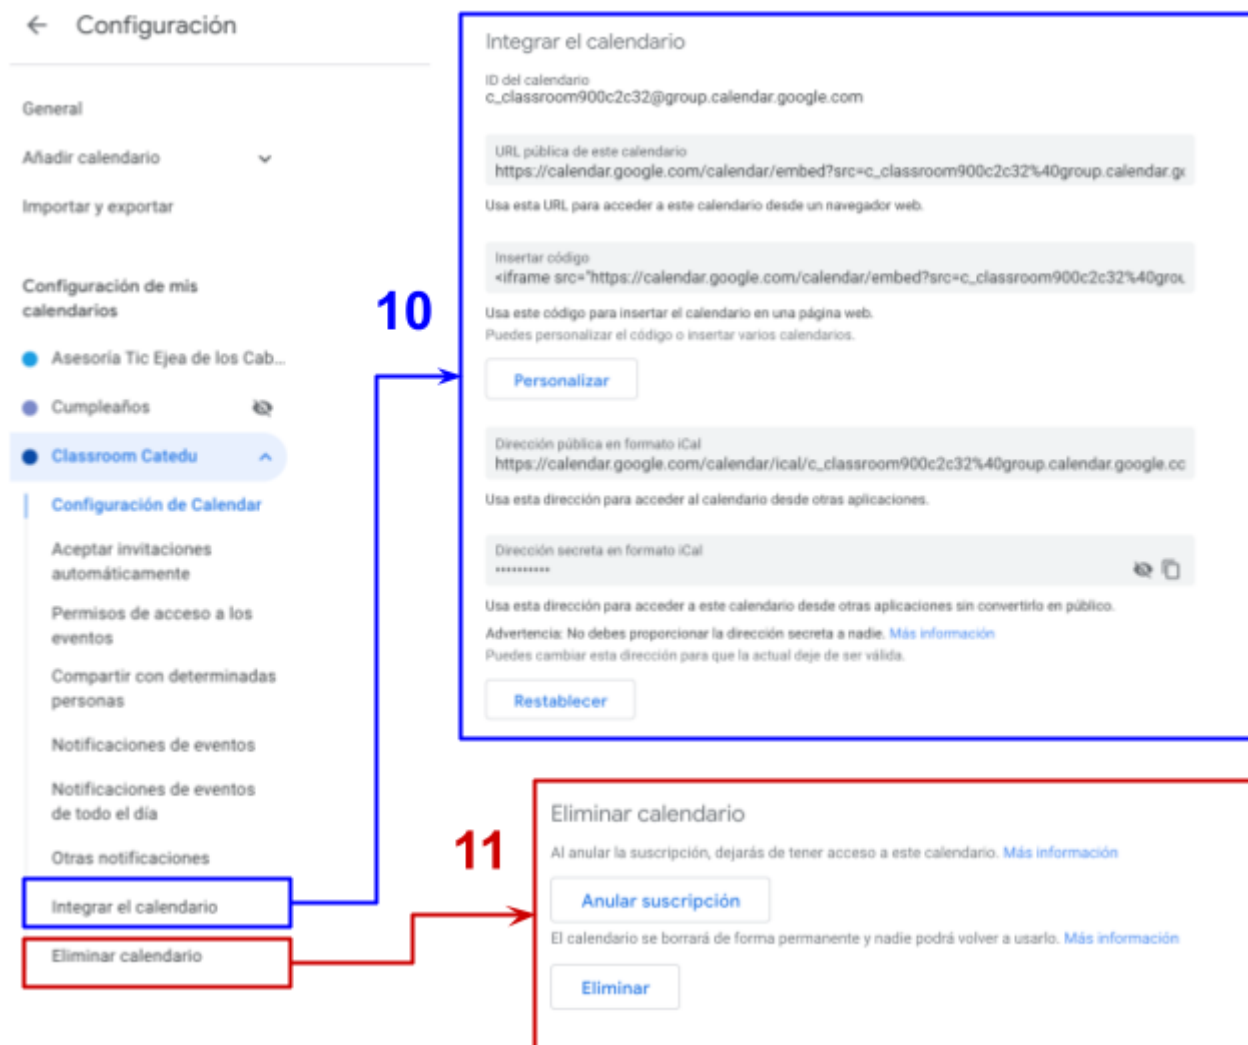 Configuración
General
Añadir calendario
Importar y exportar
Configuración de mis
calendarios
Asesoría Tic Ejea de los Cab...
Cumpleaños
Classroom Catedu
Configuración de Calendar
Aceptar invitaciones
automáticamente
Permisos de acceso a los
eventos
Compartir con determinadas
personas
Notificaciones de eventos
Notificaciones de eventos
de todo el día
Otras notificaciones
Integrar el calendario
Eliminar calendario
10
Integrar el calendario
ID del calendario
c_classroom900c2c32@group.calendar.google.com
URL pública de este calendario
https://calendar.google.com/calendar/embed?src=c_classroom900c2c32%40group.calendar.gc
Usa esta URL para acceder a este calendario desde un navegador web.
Insertar código
<iframe src="https://calendar.google.com/calendar/embed?src=c_classroom900c2c32%40grou
Usa este código para insertar el calendario en una página web.
Puedes personalizar el código o insertar varios calendarios.
Personalizar
Dirección pública en formato iCal
https://calendar.google.com/calendar/ical/c_classroom900c2c32%40group.calendar.google.cc
Usa esta dirección para acceder al calendario desde otras aplicaciones.
Dirección secreta en formato iCal
••••••••••
Usa esta dirección para acceder a este calendario desde otras aplicaciones sin convertirlo en público.
Advertencia: No debes proporcionar la dirección secreta a nadie. Más información
Puedes cambiar esta dirección para que la actual deje de ser válida.
Restablecer
11
Eliminar calendario
Al anular la suscripción, dejarás de tener acceso a este calendario. Más información
Anular suscripción
El calendario se borrará de forma permanente y nadie podrá volver a usarlo. Más información
Eliminar